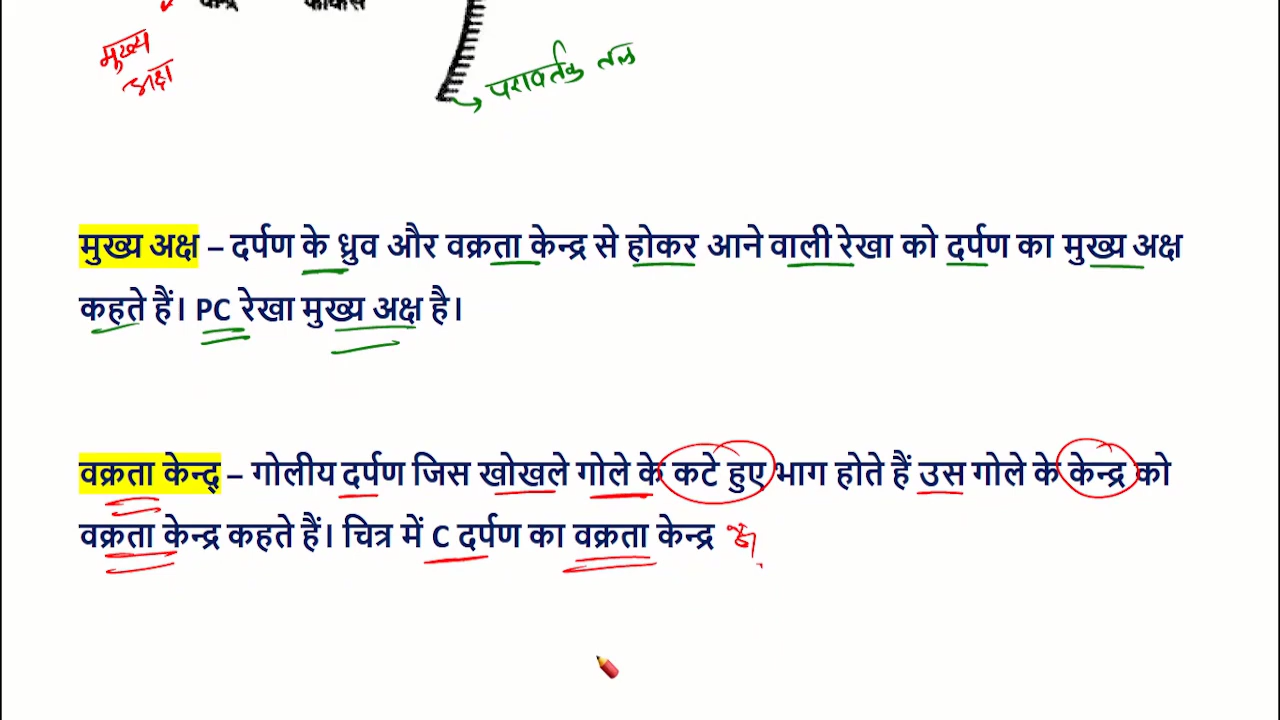 मुख्य
अक्ष
परावर्तक तल
मुख्य अक्ष – दर्पण के ध्रुव और वक्रता केन्द्र से होकर आने वाली रेखा को दर्पण का मुख्य अक्ष
कहते हैं। PC रेखा मुख्य अक्ष है।
वक्रता केन्द् – गोलीय दर्पण जिस खोखले गोले के कटे हुए भाग होते हैं उस गोले के केन्द्र को
वक्रता केन्द्र कहते हैं। चित्र में C दर्पण का वक्रता केन्द्र है